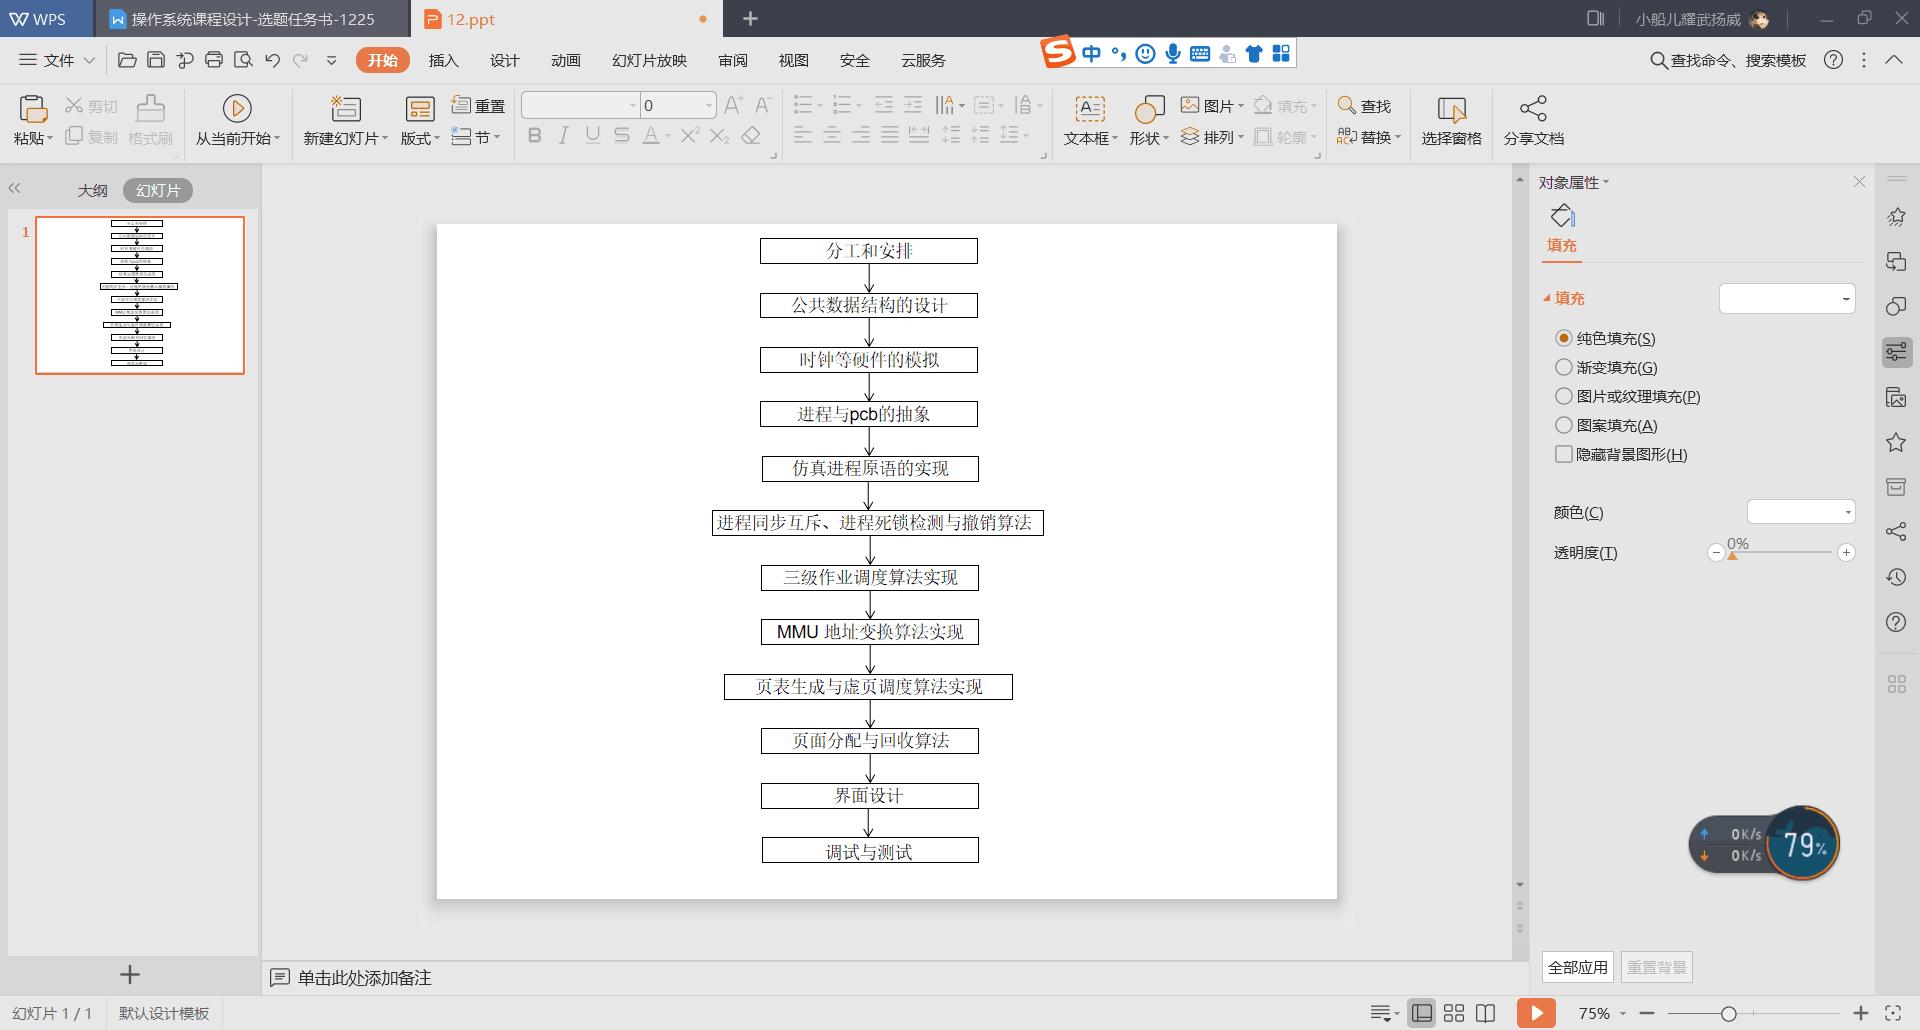 WPS
操作系统课程设计-选题任务书-1225
12.ppt
小船儿耀武扬威
文件
开始
插入
设计
动画
幻灯片放映
审阅
视图
安全
云服务
中
查找命令、搜索模板
粘贴
剪切
复制
格式刷
从当前开始
新建幻灯片
版式
重置
节
0
文本框
形状
图片
排列
填充
轮廓
查找
替换
选择窗格
分享文档
大纲
幻灯片
1
分工和安排
公共数据结构的设计
时钟等硬件的模拟
进程与pcb的抽象
仿真进程原语的实现
进程同步互斥、进程死锁检测与撤销算法
三级作业调度算法实现
MMU 地址变换算法实现
页表生成与虚页调度算法实现
页面分配与回收算法
界面设计
调试与测试
对象属性
填充
填充
纯色填充(S)
渐变填充(G)
图片或纹理填充(P)
图案填充(A)
隐藏背景图形(H)
颜色(C)
透明度(T)
0%
0K/s
0K/s
79%
全部应用
重置背景
单击此处添加备注
幻灯片 1 / 1
默认设计模板
75%